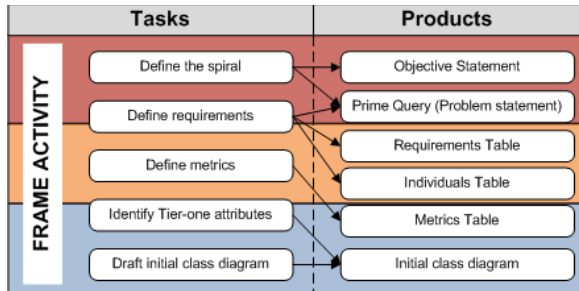 Tasks Products
FRAME ACTIVITY
Define the spiral Objective Statement
Define requirements Prime Query (Problem statement)
Requirements Table
Define metrics Individuals Table
Identify Tier-one attributes Metrics Table
Draft initial class diagram Initial class diagram